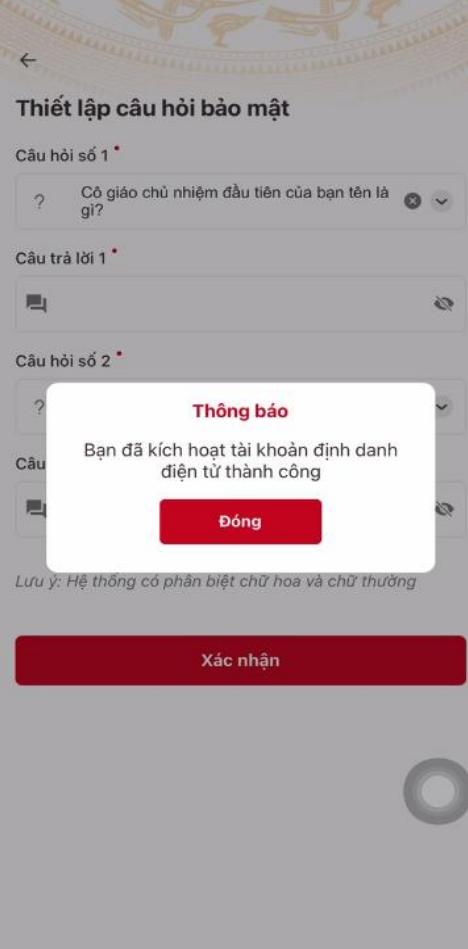 Thiết lập câu hỏi bảo mật
Câu hỏi số 1 *
? Cô giáo chủ nhiệm đầu tiên của bạn tên là
gì?
Câu trả lời 1 *
Câu hỏi số 2 *
?
Thông báo
Bạn đã kích hoạt tài khoản định danh
điện tử thành công
Câu
Đóng
Lưu ý: Hệ thống có phân biệt chữ hoa và chữ thường
Xác nhận